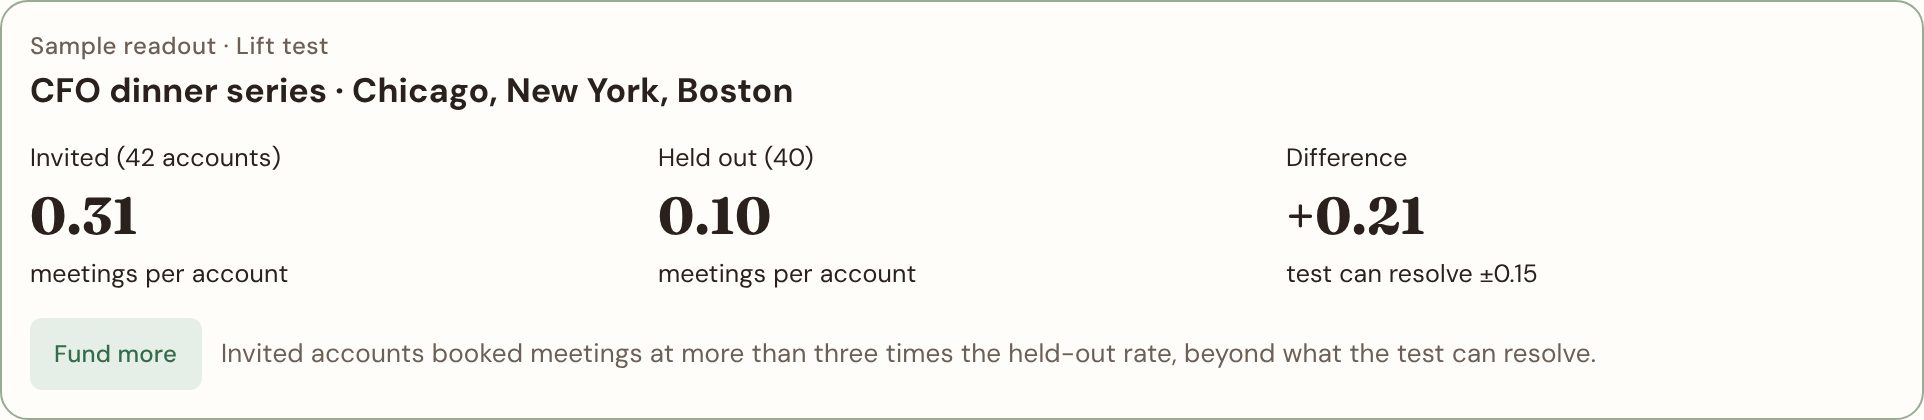 Sample readout · Lift test
CFO dinner series · Chicago, New York, Boston
Invited (42 accounts)
0.31
meetings per account
Held out (40)
0.10
meetings per account
Difference
+0.21
test can resolve ±0.15
Fund more
Invited accounts booked meetings at more than three times the held-out rate, beyond what the test can resolve.